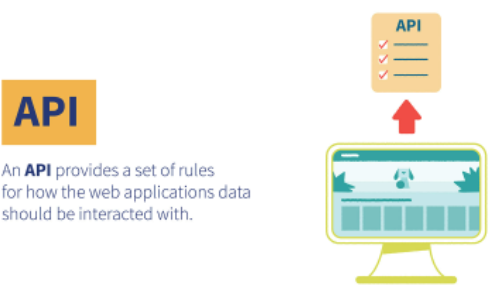 API
API
An API provides a set of rules
for how the web applications data
should be interacted with.